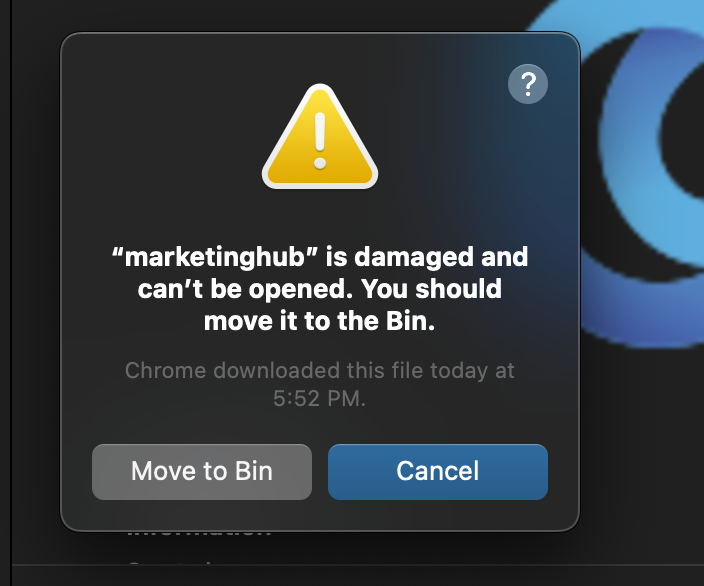 ?
“marketinghub” is damaged and
can’t be opened. You should
move it to the Bin.
Chrome downloaded this file today at
5:52 PM.
Move to Bin
Cancel